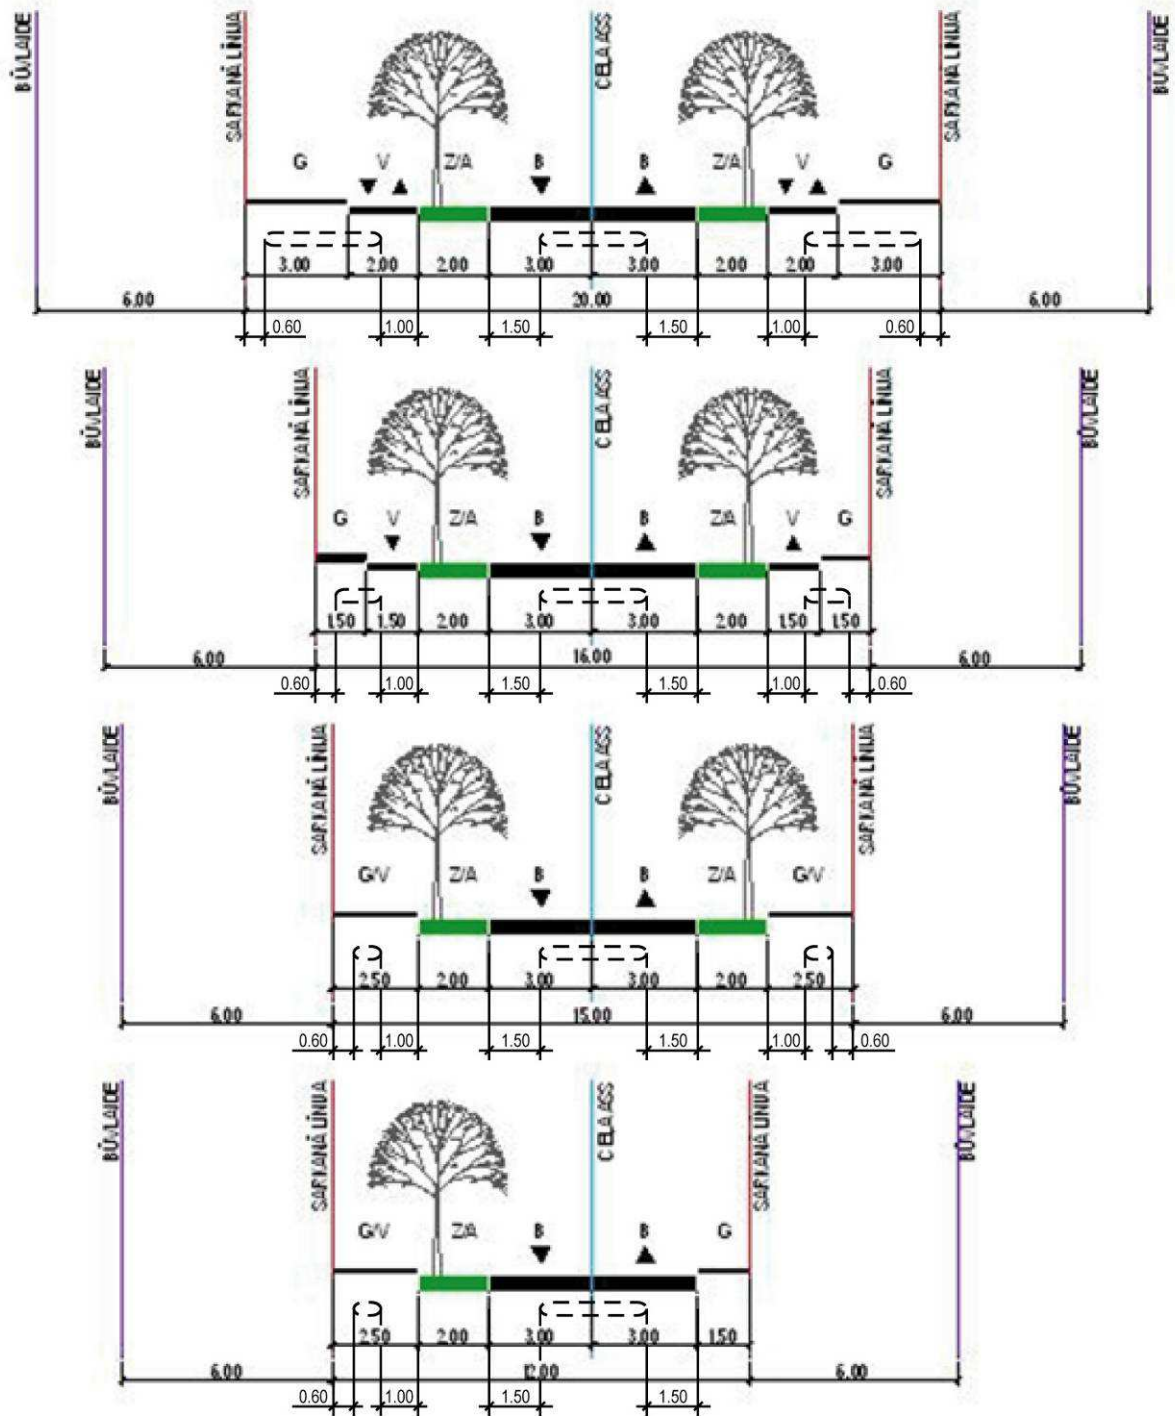 BŪVLAIDE SARKANĀ LĪNIJA CEĻA ASS SARKANĀ LĪNIJA BŪVLAIDE
G V Z/A B B Z/A V G
3.00 2.00 2.00 3.00 3.00 2.00 2.00 3.00
6.00 20.00 6.00
0.60 1.00 1.50 1.50 1.00 0.60
BŪVLAIDE SARKANĀ LĪNIJA CEĻA ASS SARKANĀ LĪNIJA BŪVLAIDE
G V Z/A B B Z/A V G
1.50 1.50 2.00 3.00 3.00 2.00 1.50 1.50
6.00 16.00 6.00
0.60 1.00 1.50 1.50 1.00 0.60
BŪVLAIDE SARKANĀ LĪNIJA CEĻA ASS SARKANĀ LĪNIJA BŪVLAIDE
G/V Z/A B B Z/A G/V
2.50 2.00 3.00 3.00 2.00 2.50
6.00 15.00 6.00
0.60 1.00 1.50 1.50 1.00 0.60
BŪVLAIDE SARKANĀ LĪNIJA CEĻA ASS SARKANĀ LĪNIJA BŪVLAIDE
G/V Z/A B B G
2.50 2.00 3.00 3.00 1.50
6.00 12.00 6.00
0.60 1.00 1.50 1.50